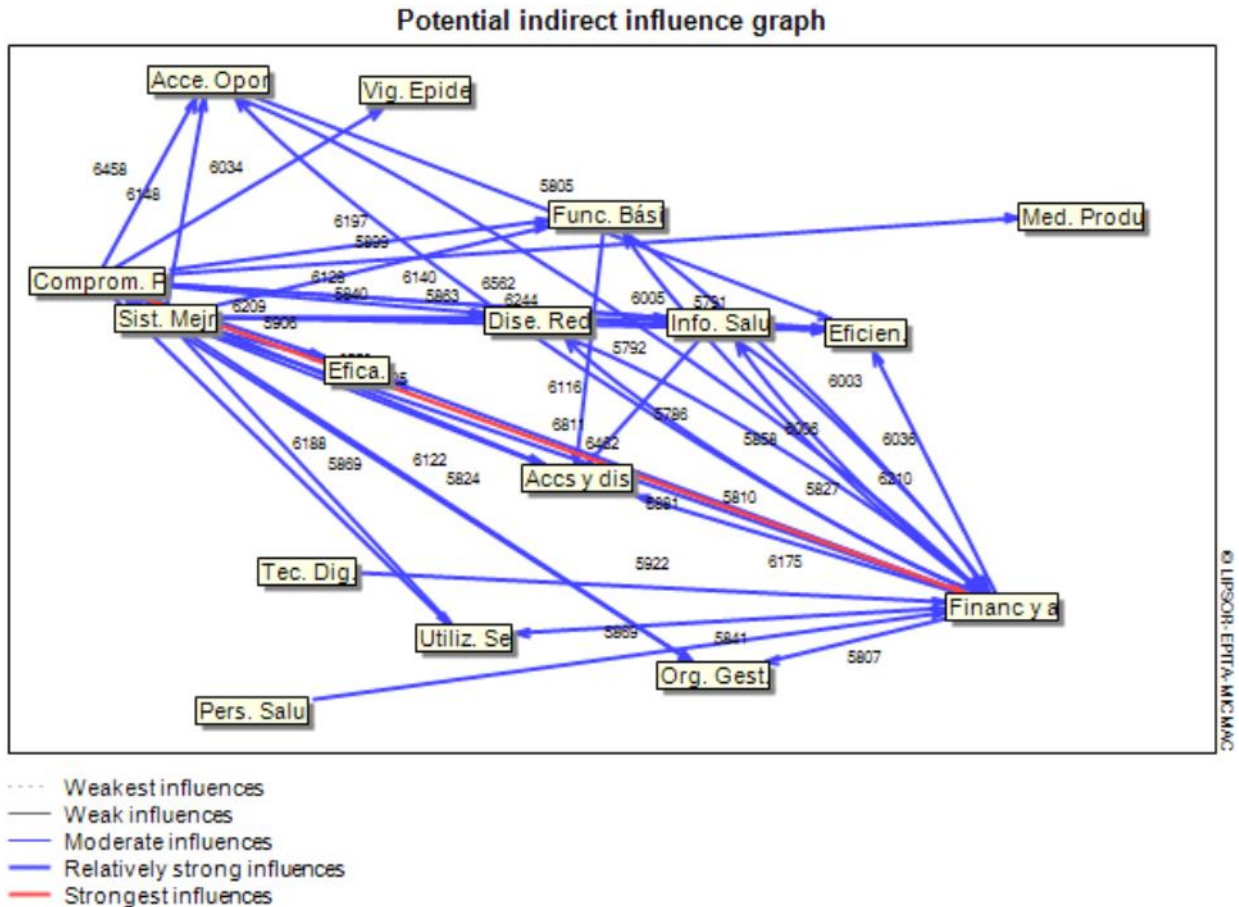 Potential indirect influence graph
Acce. Opor
Vig. Epide
6458
6148
6034
5805
Func. Bási
Med. Produ
6197
5899
Comprom. P
6128
5840
6140
5863
6562
6244
6005
5791
Sist. Mejr
6209
5906
Dise. Red
Info. Salu
Eficien.
5792
Efica.
6116
6003
6811
6462
5786
5858
6006
6036
6188
5869
6122
5824
Accs y dis
5881
5810
5827
6210
Tec. Dig.
5922
6175
Financ y a
Utiliz. Se
5869
5841
5807
Org. Gest.
Pers. Salu
© LIPSOR-EPITA-MICMAC
Weakest influences
Weak influences
Moderate influences
Relatively strong influences
Strongest influences